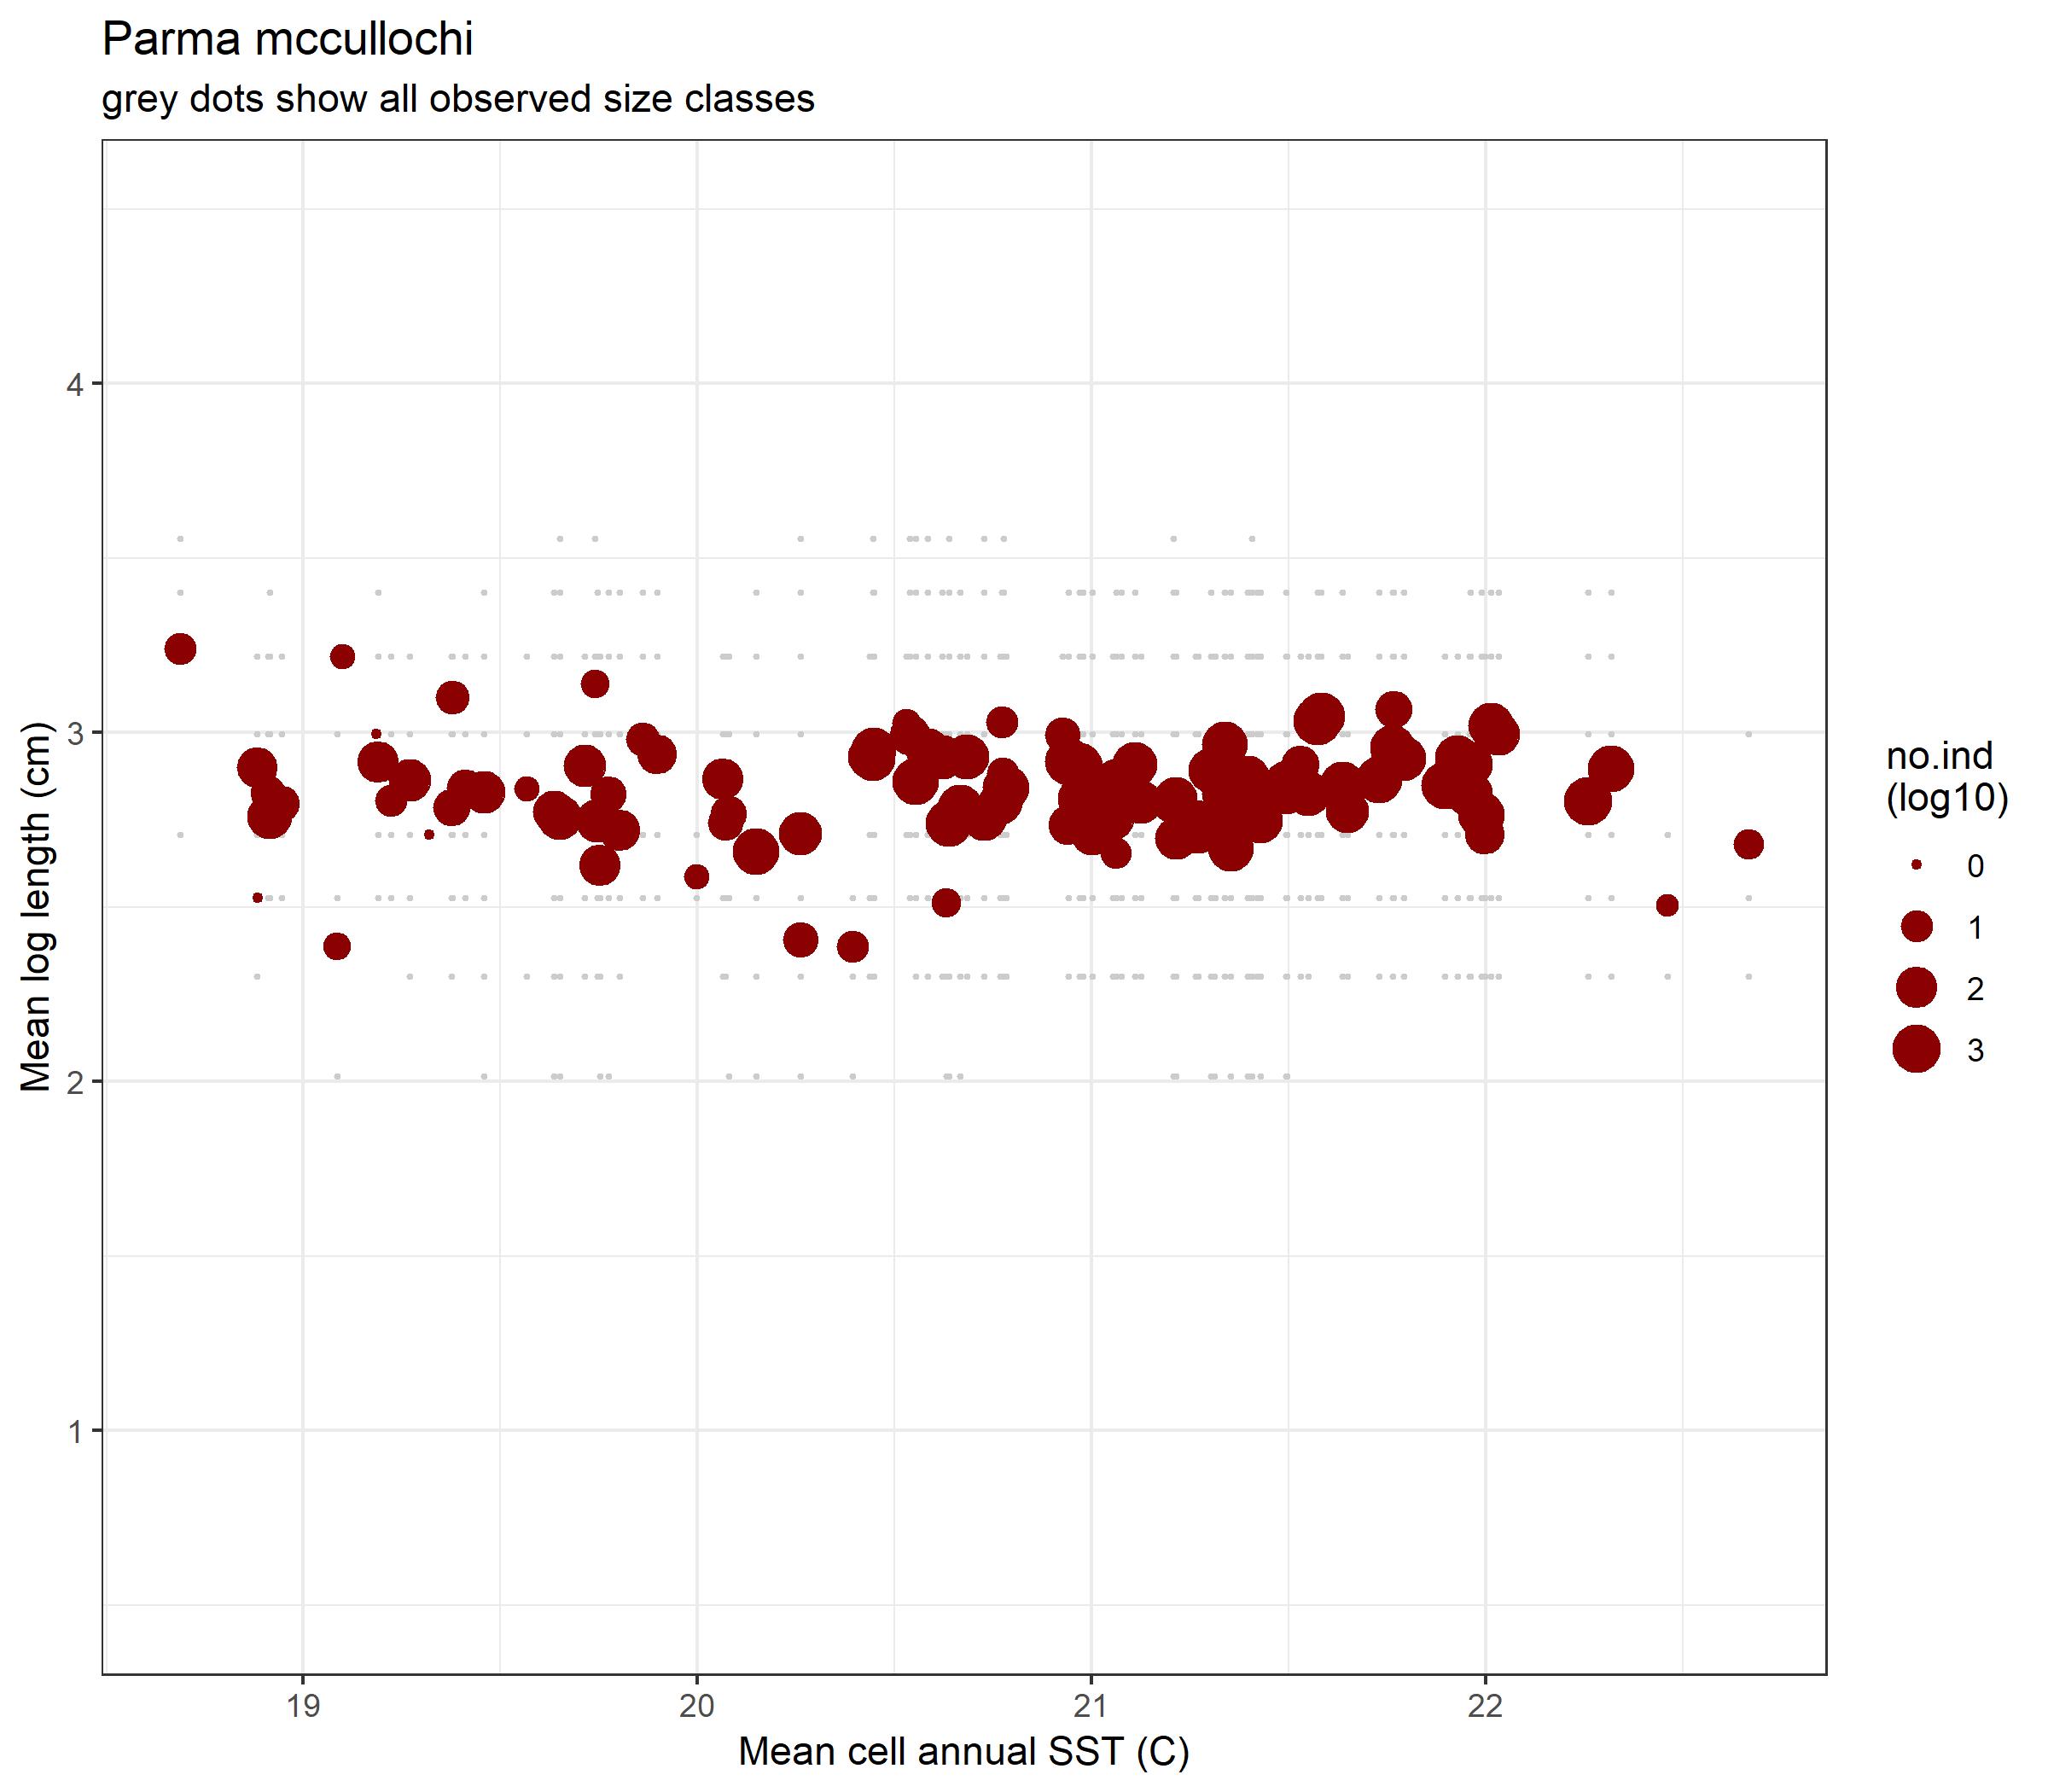 Parma mccullochi
grey dots show all observed size classes
Mean log length (cm)
4
3
2
1
19
20
21
22
Mean cell annual SST (C)
no.ind
(log10)
0
1
2
3